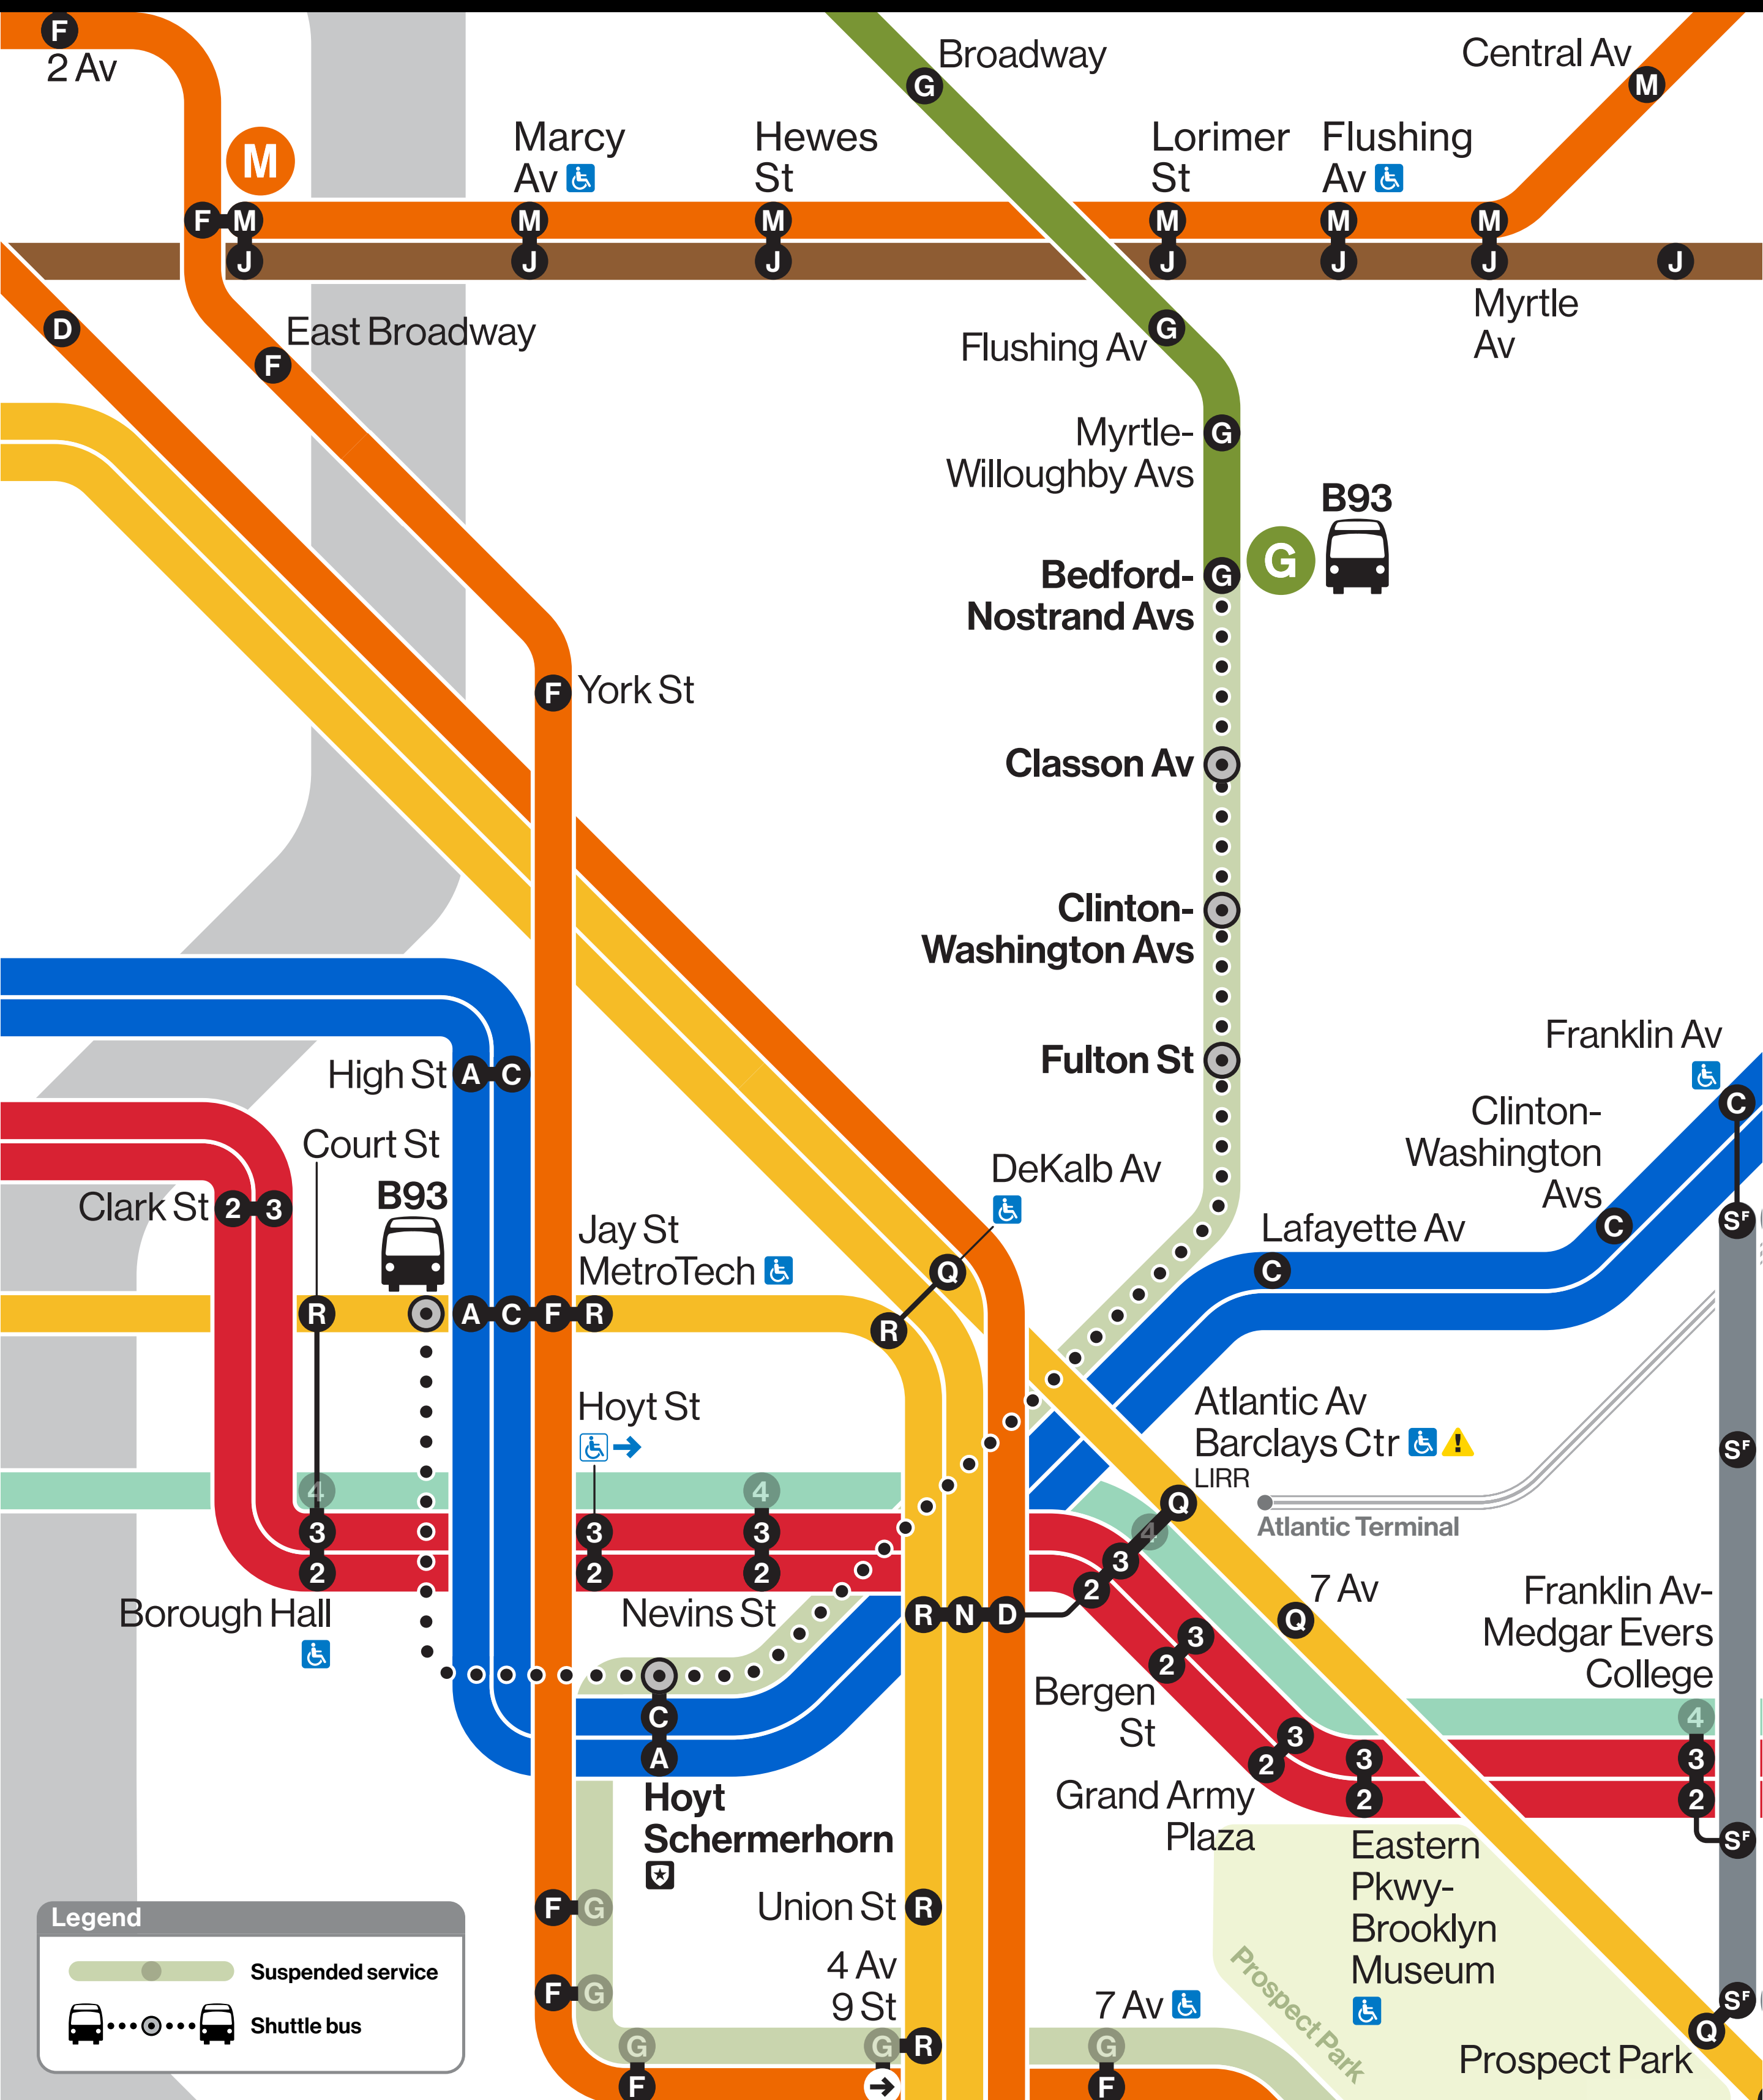 F
2 Av
Broadway
G
Central Av
M
M
Marcy
Av
Hewes
St
Lorimer
St
Flushing
Av
F M
M
M
M
M
M
J
J
J
J
J
J
J
D
East Broadway
F
G
Flushing Av
Myrtle
Av
Myrtle-
Willoughby Avs
G
B93
G
Bedford-
Nostrand Avs
G
F
York St
Classon Av
Clinton-
Washington Avs
Fulton St
Franklin Av
C
High St
A C
Clinton-
Washington
Avs
C
Court St
DeKalb Av
Clark St
2 3
B93
Jay St
MetroTech
Q
Lafayette Av
C
SF
R
A C F R
R
Hoyt St
Atlantic Av
Barclays Ctr
LIRR
SF
Atlantic Terminal
4
3
2
3
2
4
3
2
Q
4
3
2
Borough Hall
Nevins St
R N D
7 Av
Q
Franklin Av-
Medgar Evers
College
3
2
Bergen
St
C
A
Hoyt
Schermerhorn
3
2
Grand Army
Plaza
3
2
Eastern
Pkwy-
Brooklyn
Museum
4
3
2
SF
F G
Union St
R
F G
4 Av
9 St
G R
G
F
7 Av
G
F
Prospect Park
SF
Q
Prospect Park
Legend
Suspended service
Shuttle bus